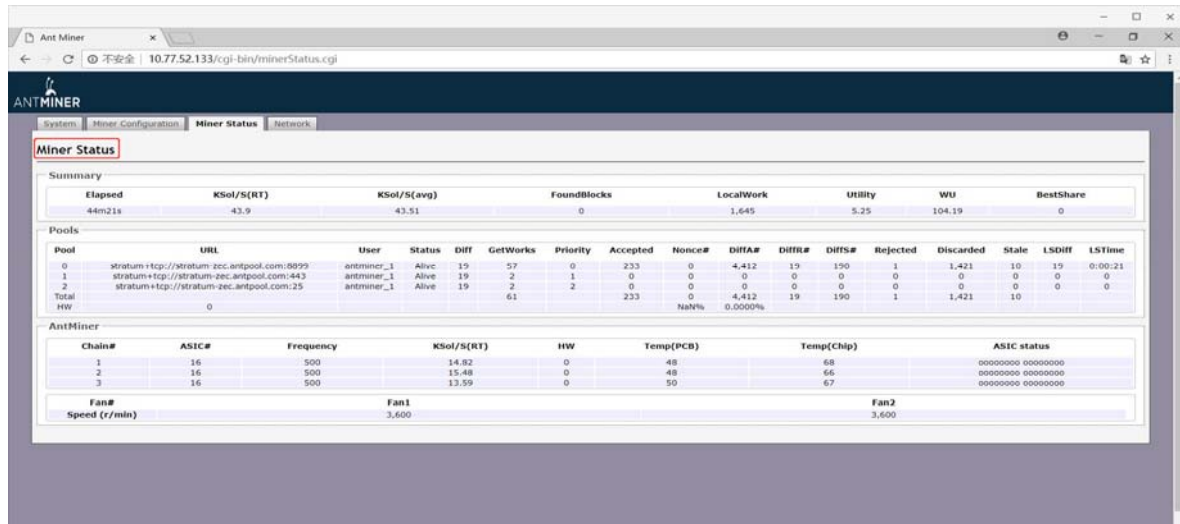 Ant Miner
不安全 | 10.77.52.133/cgi-bin/minerStatus.cgi
ANTMINER
System Miner Configuration Miner Status Network
Miner Status
Summary
Elapsed KSol/S(RT) KSol/S(avg) FoundBlocks LocalWork Utility WU BestShare
44m21s 43.9 43.51 0 1,645 5.25 104.19 0
Pools
Pool URL User Status Diff GetWorks Priority Accepted Nonce# DiffA# DiffR# DiffS# Rejected Discarded Stale LSDiff LSTime
0 stratum+tcp://stratum-zec.antpool.com:8899 antminer_1 Alive 19 57 0 233 0 4,412 19 190 1 1,421 10 19 0:00:21
1 stratum+tcp://stratum-zec.antpool.com:443 antminer_1 Alive 19 2 1 0 0 0 0 0 0 0 0 0 0
2 stratum+tcp://stratum-zec.antpool.com:25 antminer_1 Alive 19 2 2 0 0 0 0 0 0 0 0 0 0
Total 61 233 0 4,412 19 190 1 1,421 10
HW 0 NaN% 0.0000%
AntMiner
Chain# ASIC# Frequency KSol/S(RT) HW Temp(PCB) Temp(Chip) ASIC status
1 16 500 14.82 0 48 68 oooooooo oooooooo
2 16 500 15.48 0 48 66 oooooooo oooooooo
3 16 500 13.59 0 50 67 oooooooo oooooooo
Fan# Fan1 Fan2
Speed (r/min) 3,600 3,600